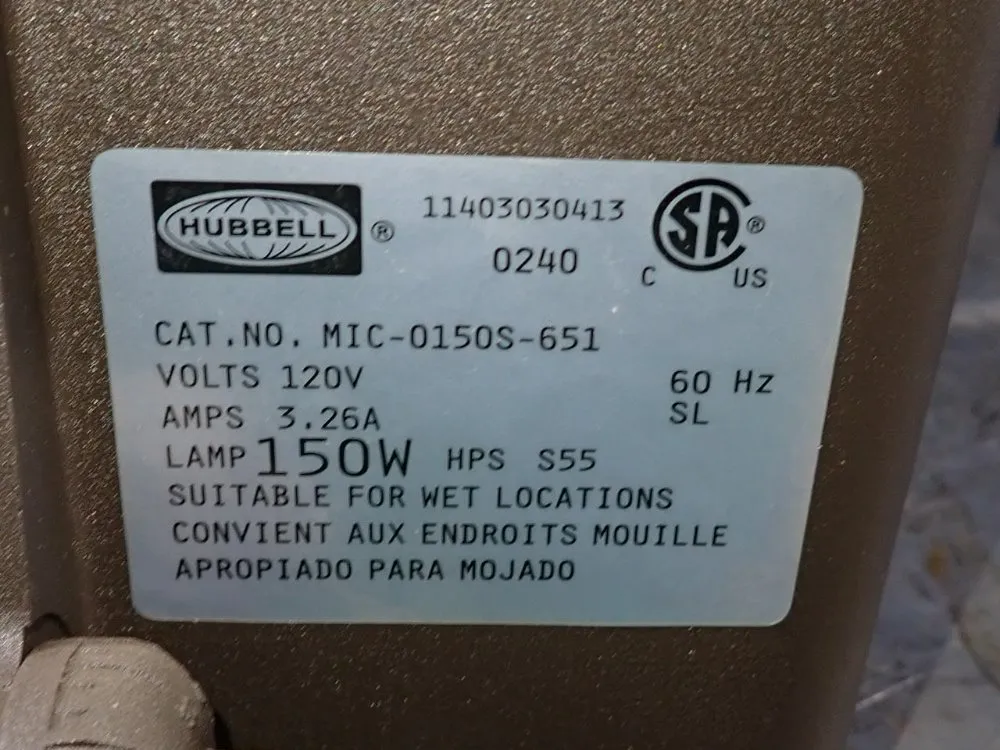 HUBBELL ® 11403030413 SA ®
0240 C US
CAT.NO. MIC-0150S-651
VOLTS 120V 60 Hz
AMPS 3.26A SL
LAMP 150W HPS S55
SUITABLE FOR WET LOCATIONS
CONVIENT AUX ENDROITS MOUILLE
APROPIADO PARA MOJADO